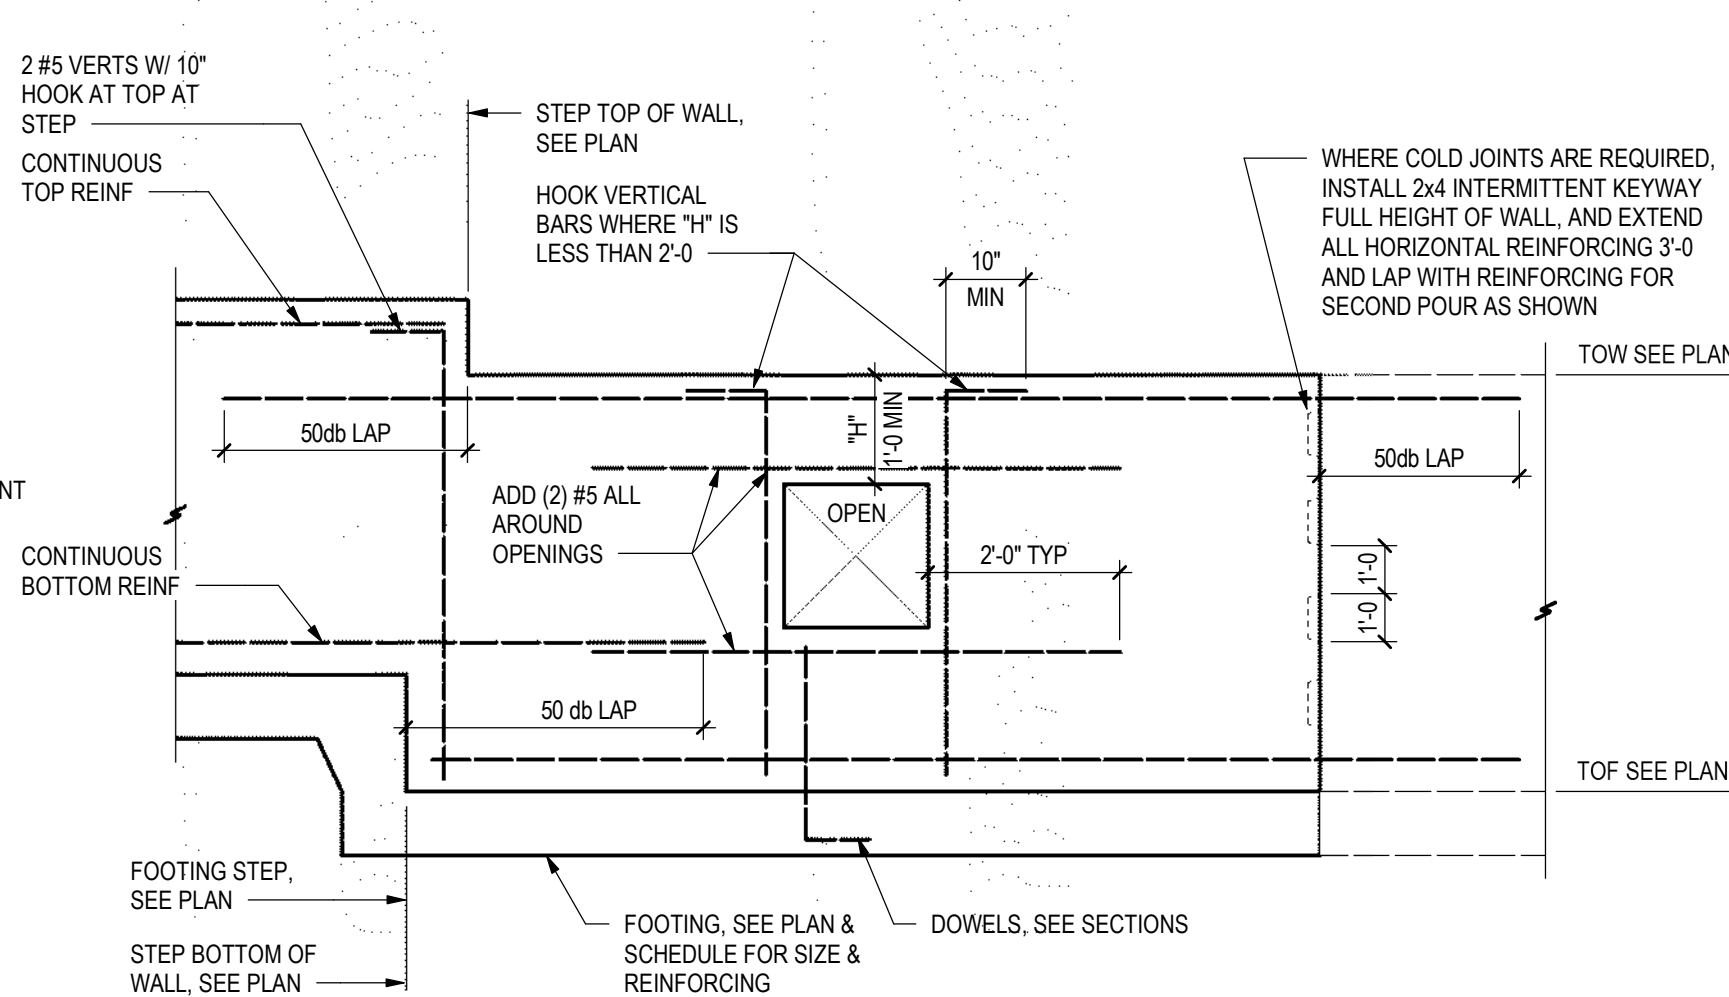 2 #5 VERTS W/ 10"
HOOK AT TOP AT
STEP
CONTINUOUS
TOP REINF
STEP TOP OF WALL,
SEE PLAN
HOOK VERTICAL
BARS WHERE "H" IS
LESS THAN 2'-0
10"
MIN
WHERE COLD JOINTS ARE REQUIRED,
INSTALL 2x4 INTERMITTENT KEYWAY
FULL HEIGHT OF WALL, AND EXTEND
ALL HORIZONTAL REINFORCING 3'-0
AND LAP WITH REINFORCING FOR
SECOND POUR AS SHOWN
TOW SEE PLAN
50db LAP
"H"
1'-0 MIN
50db LAP
NT
ADD (2) #5 ALL
AROUND
OPENINGS
OPEN
2'-0" TYP
CONTINUOUS
BOTTOM REINF
1'-0
1'-0
50 db LAP
TOF SEE PLAN
FOOTING STEP,
SEE PLAN
STEP BOTTOM OF
WALL, SEE PLAN
FOOTING, SEE PLAN &
SCHEDULE FOR SIZE &
REINFORCING
DOWELS, SEE SECTIONS